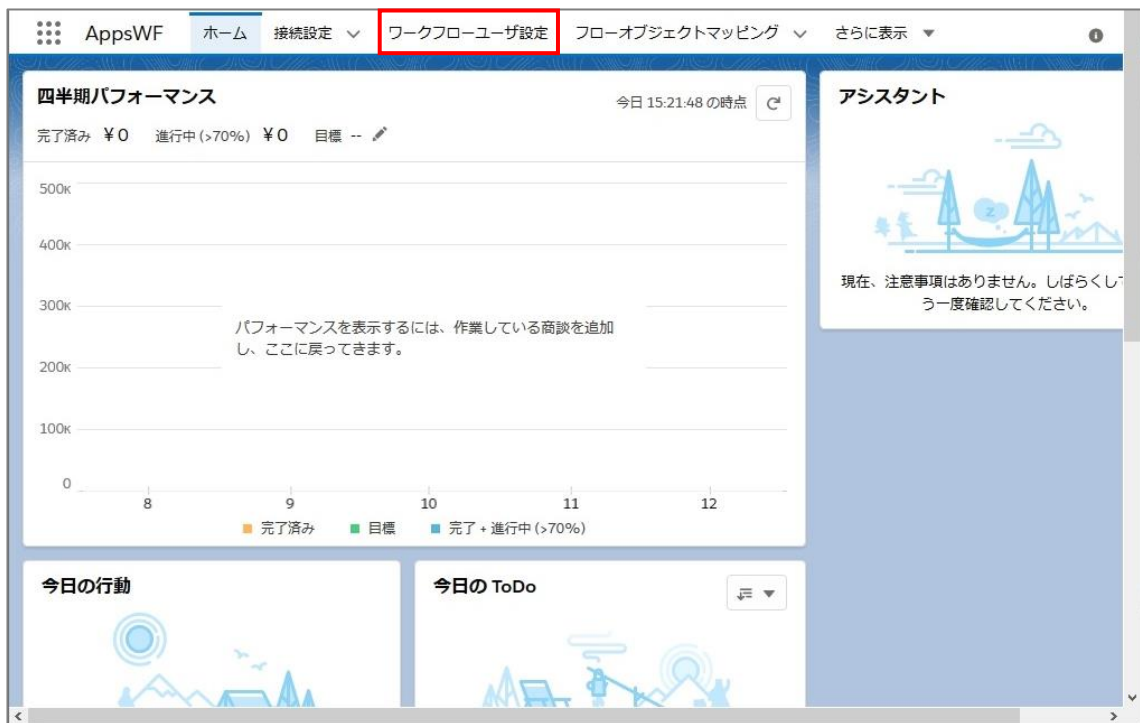 AppsWF ホーム 接続設定 ワークフローユーザ設定 フローオブジェクトマッピング さらに表示
四半期パフォーマンス
今日 15:21:48 の時点
完了済み ¥0 進行中 (>70%) ¥0 目標 --
500K
400K
300K
200K
100K
0
パフォーマンスを表示するには、作業している商談を追加
し、ここに戻ってきます。
8 9 10 11 12
完了済み 目標 完了 + 進行中 (>70%)
アシスタント
z
現在、注意事項はありません。しばらくし
う一度確認してください。
今日の行動
今日の ToDo